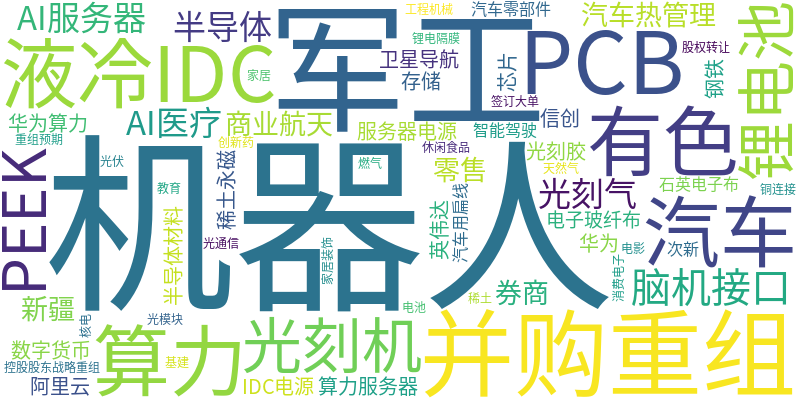 AI服务器
半导体
军工
工程机械
汽车零部件
汽车热管理
锂电池
液冷IDC
家居
锂电隔膜
卫星导航
存储
芯片
PCB
股权转让
钢铁
签订大单
华为算力
重组预期
AI医疗
商业航天
创新药
服务器电源
智能驾驶
信创
有色
PEEK
光伏
机器人
稀土永磁
燃气
休闲食品
光刻胶
零售
天然气
教育
光刻气
石英电子布
铜连接
半导体材料
光通信
家居装饰
英伟达
汽车用扁线
电子玻纤布
汽车
华为
电影
次新
消费电子
脑机接口
新疆
核电
光模块
算力
光刻机
电池
稀土
券商
并购重组
数字货币
控股股东战略重组
基建
阿里云
IDC电源
算力服务器